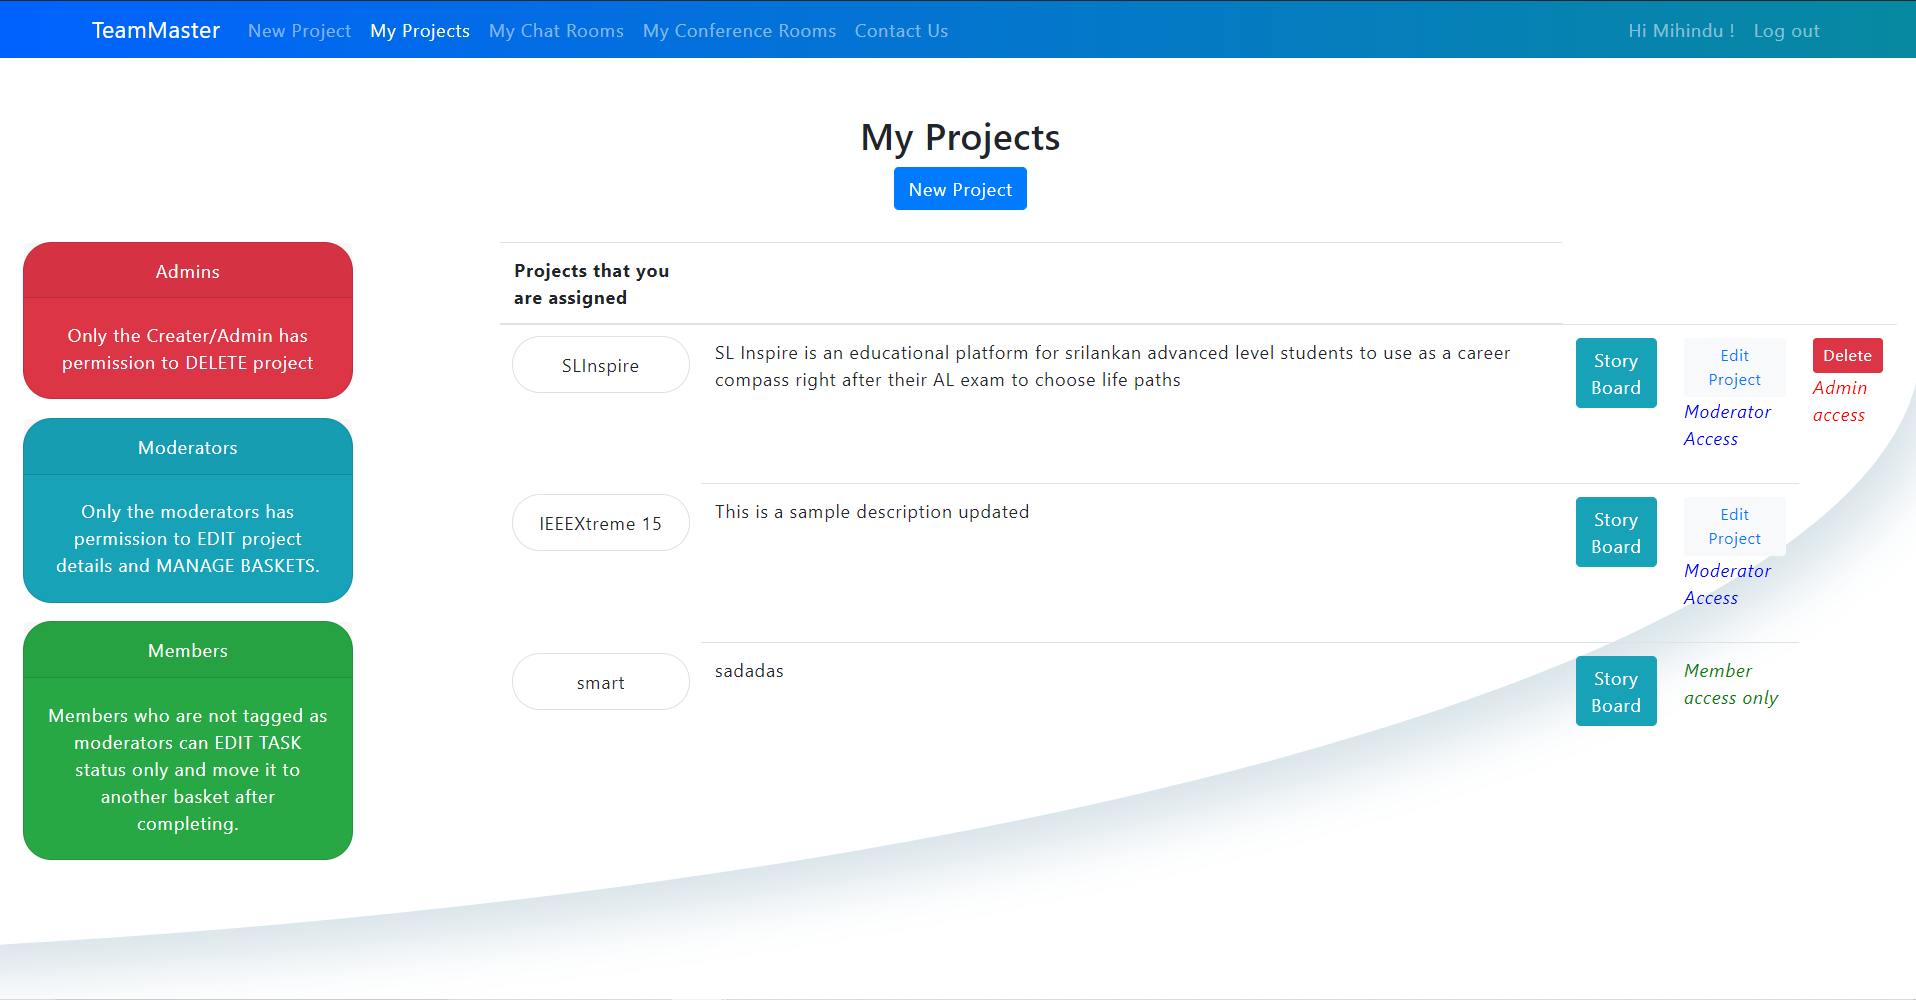 TeamMaster New Project My Projects My Chat Rooms My Conference Rooms Contact Us Hi Mihindu ! Log out
My Projects
New Project
Admins
Only the Creater/Admin has
permission to DELETE project
Moderators
Only the moderators has
permission to EDIT project
details and MANAGE BASKETS.
Members
Members who are not tagged as
moderators can EDIT TASK
status only and move it to
another basket after
completing.
Projects that you
are assigned
SLInspire
SL Inspire is an educational platform for srilankan advanced level students to use as a career
compass right after their AL exam to choose life paths
Story
Board
Edit
Project
Moderator
Access
Delete
Admin
access
IEEEXtreme 15
This is a sample description updated
Story
Board
Edit
Project
Moderator
Access
smart
sadadas
Story
Board
Member
access only